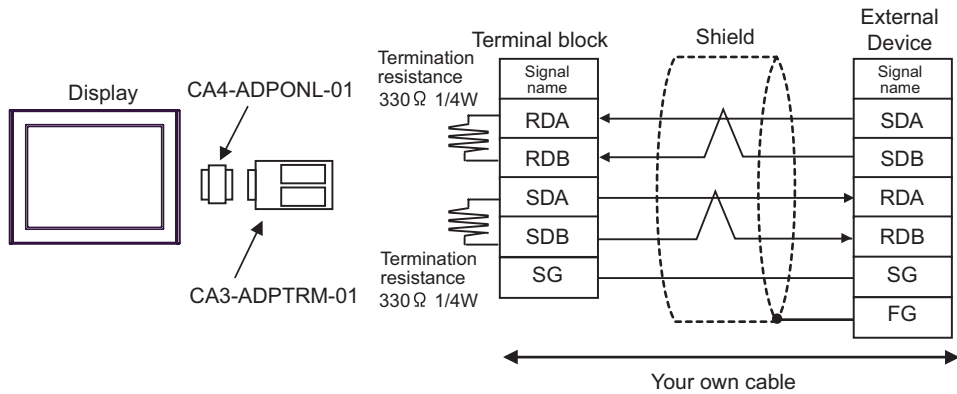 Display
CA4-ADPONL-01
CA3-ADPTRM-01
Termination
resistance
330Ω 1/4W
Termination
resistance
330Ω 1/4W
Terminal block
Signal
name
RDA
RDB
SDA
SDB
SG
Shield
External
Device
Signal
name
SDA
SDB
RDA
RDB
SG
FG
Your own cable